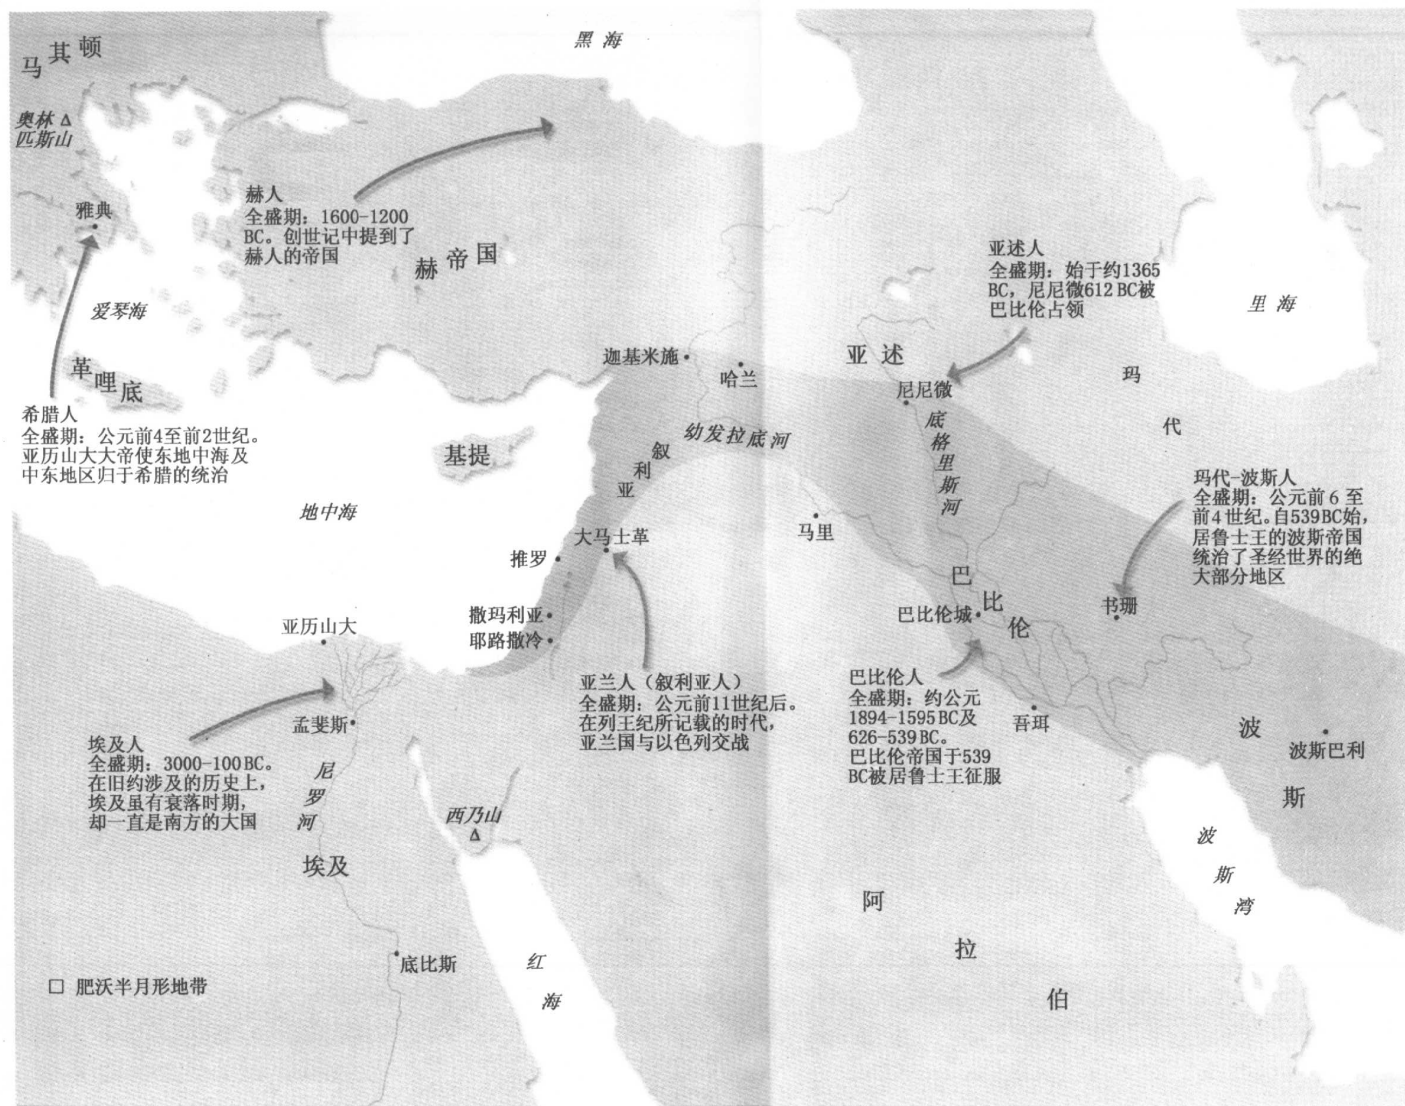 马其顿
黑 海
奥林
匹斯山
雅典
赫人
全盛期：1600-1200
BC。创世记中提到了
赫人的帝国
赫帝国
爱琴海
革哩底
希腊人
全盛期：公元前4至前2世纪。
亚历山大大帝使东地中海及
中东地区归于希腊的统治
亚述人
全盛期：始于约1365
BC，尼尼微612 BC被
巴比伦占领
里 海
迦基米施
哈兰
亚 述
尼尼微
玛代
幼发拉底河
底格里斯河
基提
叙利亚
地中海
玛代-波斯人
全盛期：公元前 6 至
前4世纪。自539BC始，
居鲁士王的波斯帝国
统治了圣经世界的绝
大部分地区
马里
大马士革
推罗
巴比伦
书珊
撒玛利亚
巴比伦城
亚历山大
耶路撒冷
亚兰人（叙利亚人）
全盛期：公元前11世纪后。
在列王纪所记载的时代，
亚兰国与以色列交战
巴比伦人
全盛期：约公元
1894-1595BC及
626-539BC。
巴比伦帝国于539
BC被居鲁士王征服
吾珥
波斯
波斯巴利
孟斐斯
埃及人
全盛期：3000-100BC。
在旧约涉及的历史上，
埃及虽有衰落时期，
却一直是南方的大国
尼罗河
西乃山
埃及
波斯湾
阿拉伯
底比斯
红海
肥沃半月形地带